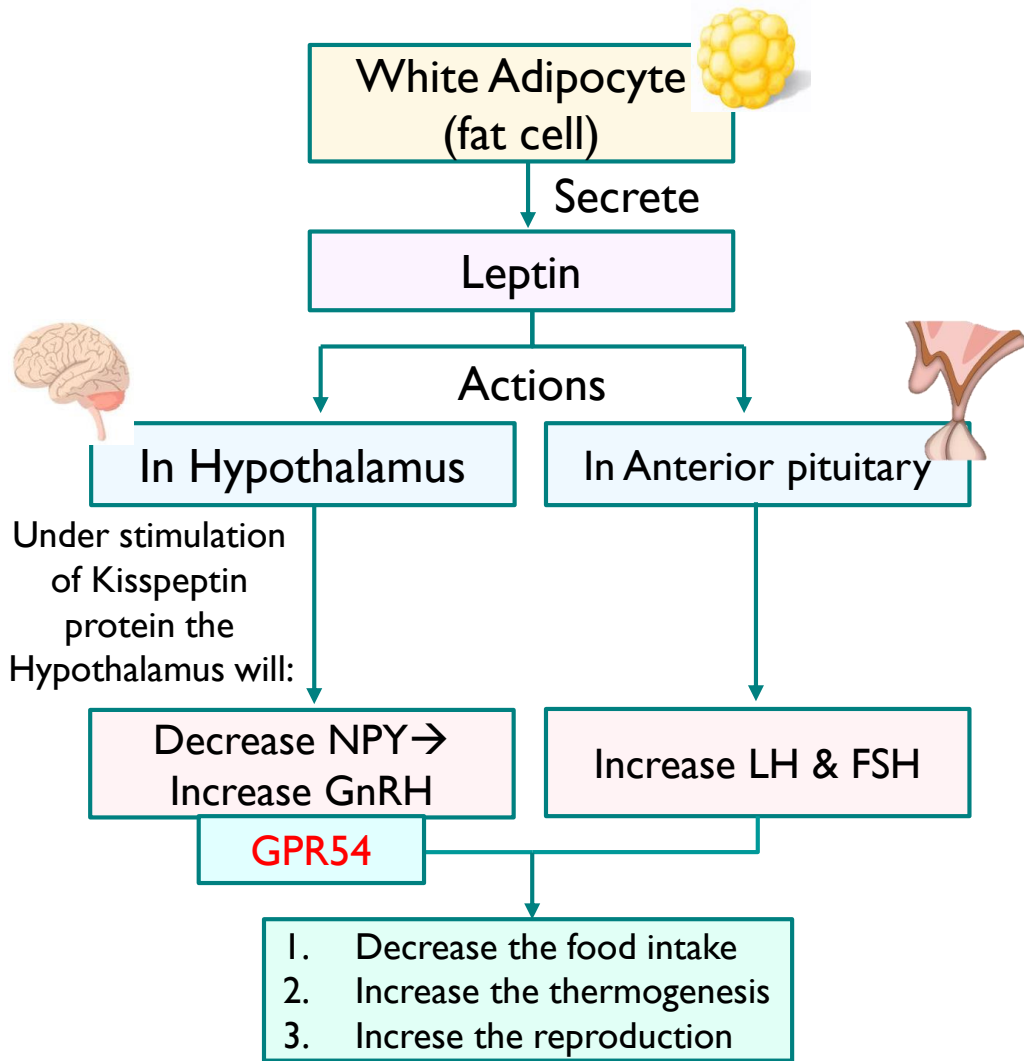 White Adipocyte
(fat cell)
Secrete
Leptin
Actions
In Hypothalamus
In Anterior pituitary
Under stimulation
of Kisspeptin
protein the
Hypothalamus will:
Decrease NPY→
Increase GnRH
Increase LH & FSH
GPR54
1. Decrease the food intake
2. Increase the thermogenesis
3. Increse the reproduction